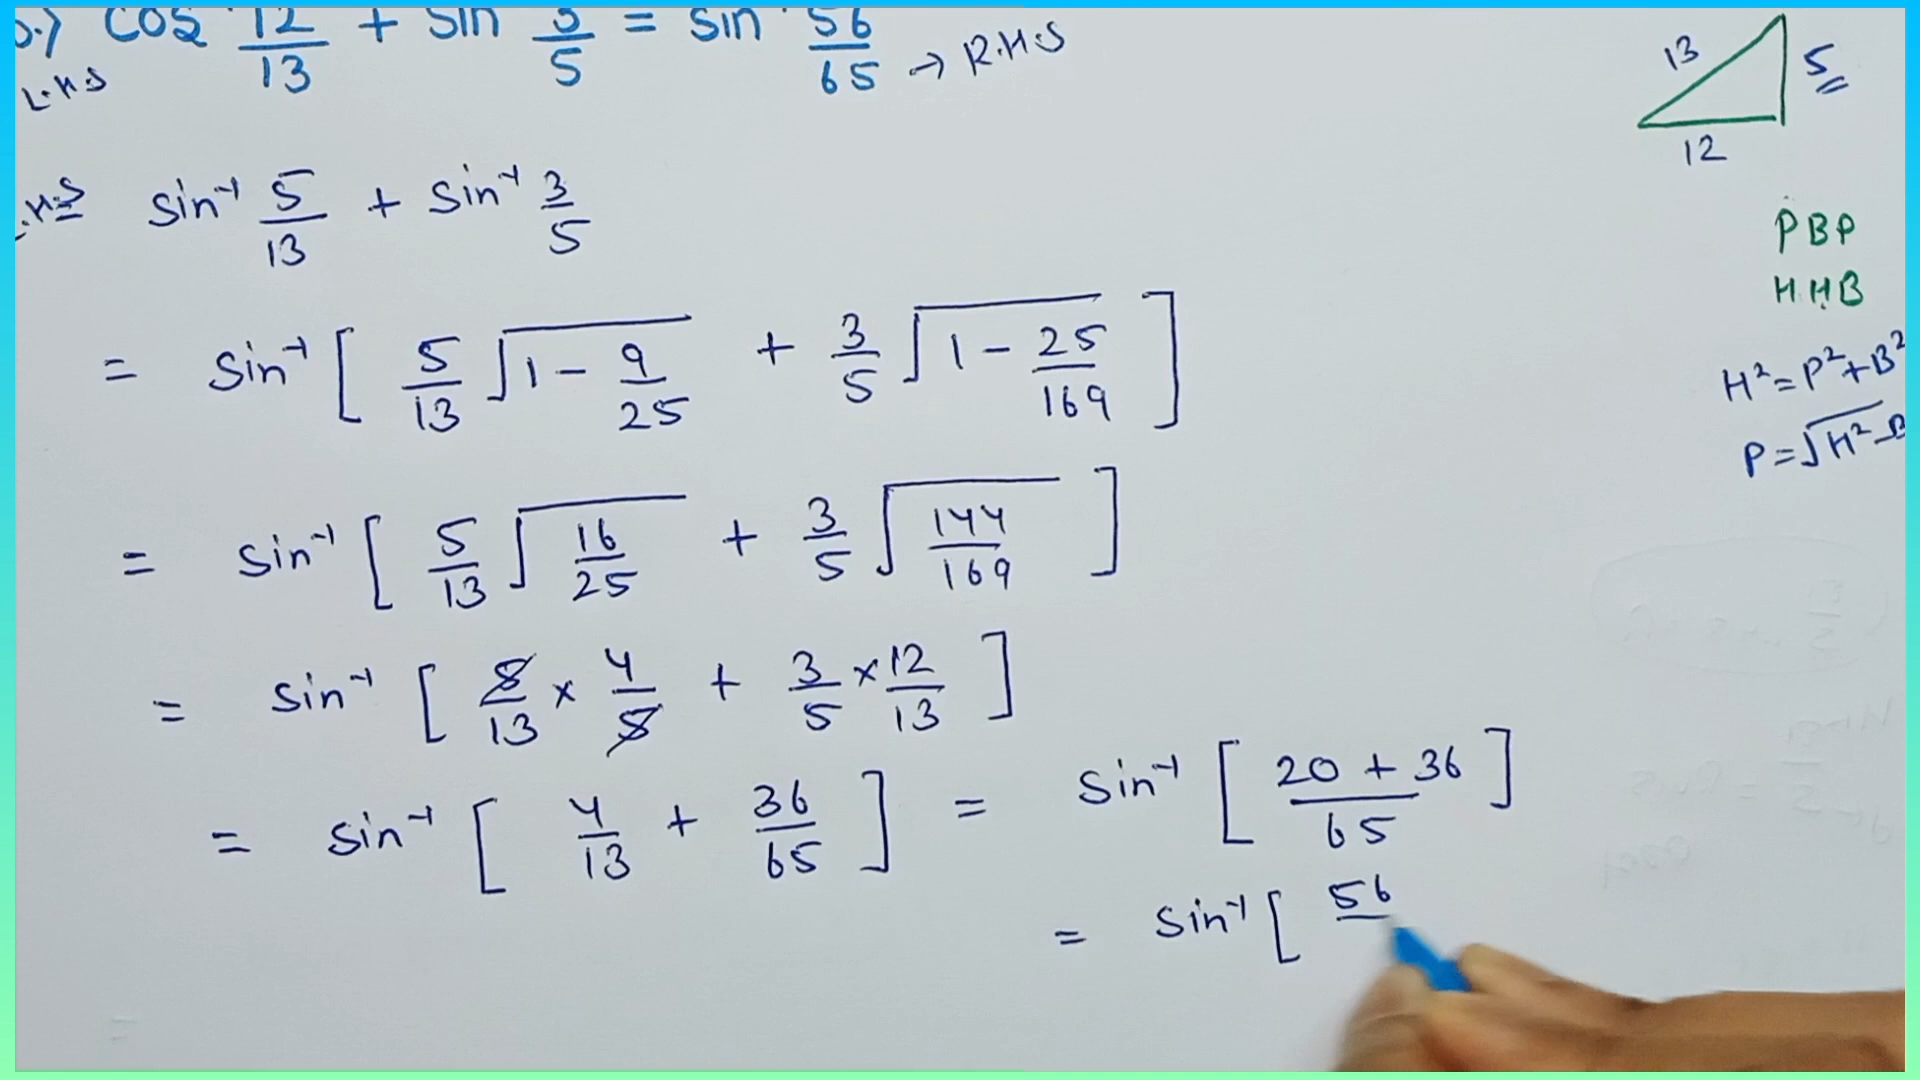 cos⁻¹ 12/13 + sin⁻¹ 3/5 = sin⁻¹ 56/65 → R.H.S
L.H.S
L.H.S sin⁻¹ 5/13 + sin⁻¹ 3/5
= sin⁻¹ [ 5/13 √(1 - 9/25) + 3/5 √(1 - 25/169) ]
= sin⁻¹ [ 5/13 √(16/25) + 3/5 √(144/169) ]
= sin⁻¹ [ 5/13 × 4/5 + 3/5 × 12/13 ]
= sin⁻¹ [ 4/13 + 36/65 ] = sin⁻¹ [ (20 + 36)/65 ]
= sin⁻¹ [ 56
13
5
12
PBP
HHB
H² = P² + B²
P = √H² - B